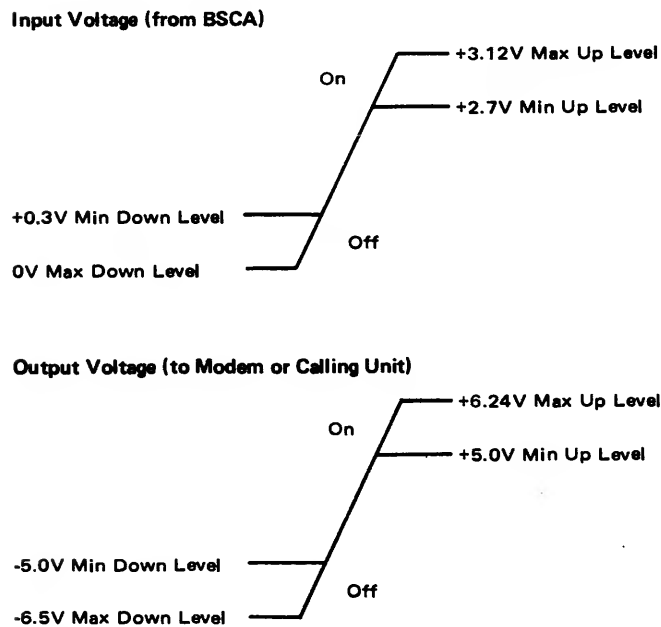 Input Voltage (from BSCA)
+3.12V Max Up Level
On
+2.7V Min Up Level
+0.3V Min Down Level
Off
0V Max Down Level
Output Voltage (to Modem or Calling Unit)
+6.24V Max Up Level
On
+5.0V Min Up Level
-5.0V Min Down Level
Off
-6.5V Max Down Level